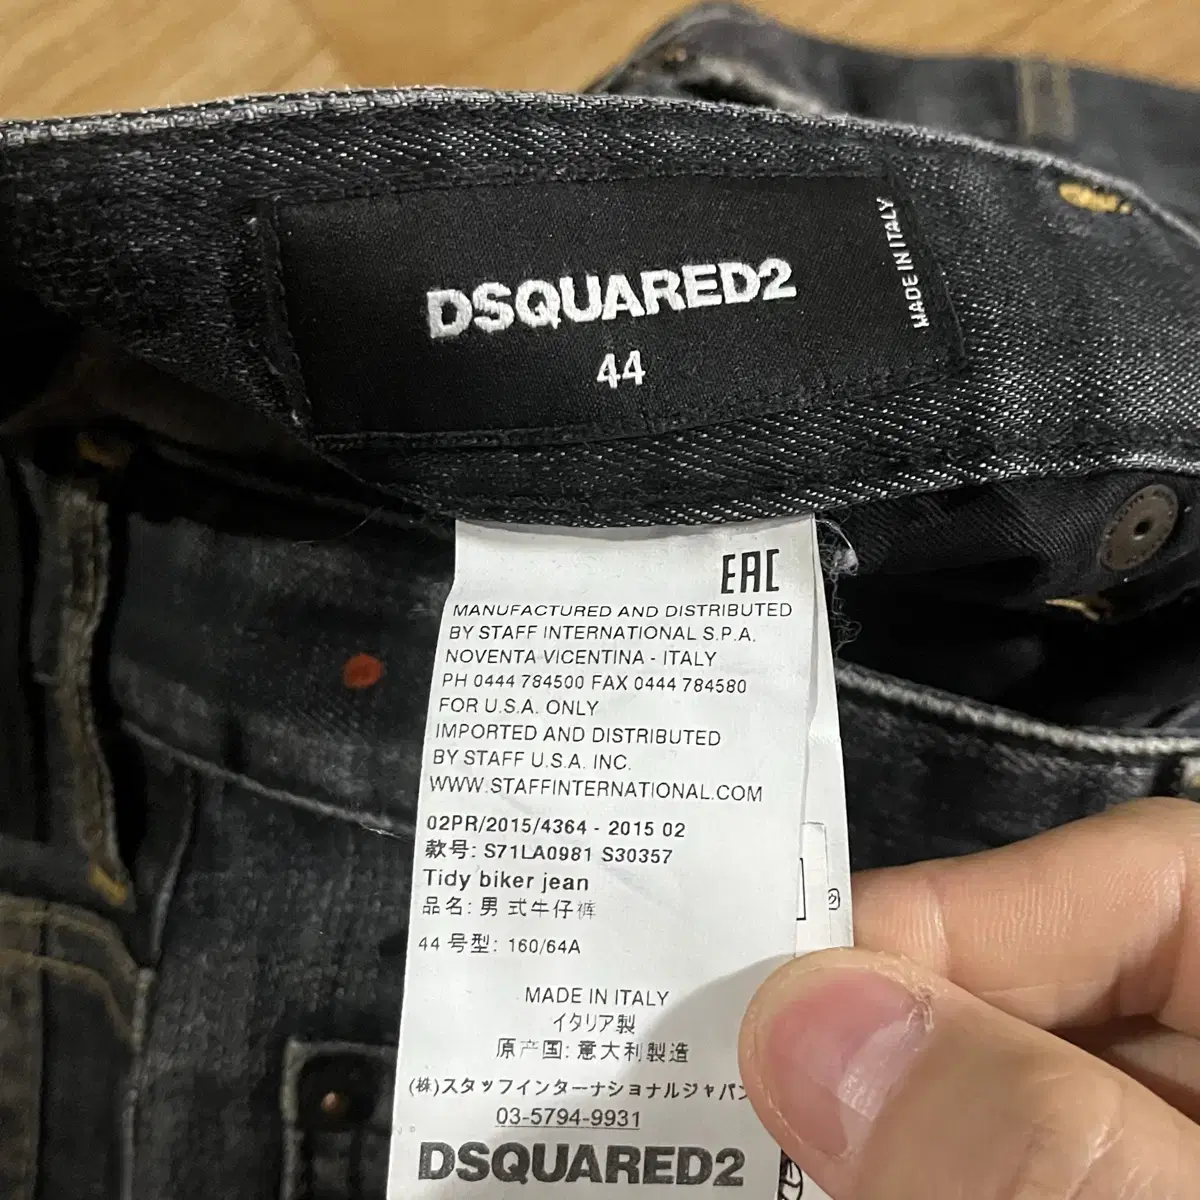 DSQUARED2
44
MADE IN ITALY
EAC
MANUFACTURED AND DISTRIBUTED
BY STAFF INTERNATIONAL S.P.A.
NOVENTA VICENTINA - ITALY
PH 0444 784500 FAX 0444 784580
FOR U.S.A. ONLY
IMPORTED AND DISTRIBUTED
BY STAFF U.S.A. INC.
WWW.STAFFINTERNATIONAL.COM
02PR/2015/4364 - 2015 02
款号: S71LA0981 S30357
Tidy biker jean
品名: 男 式牛仔裤
44 号型: 160/64A
MADE IN ITALY
イタリア製
原产国: 意大利製造
(株)スタッフインターナショナルジャパン
03-5794-9931
DSQUARED2